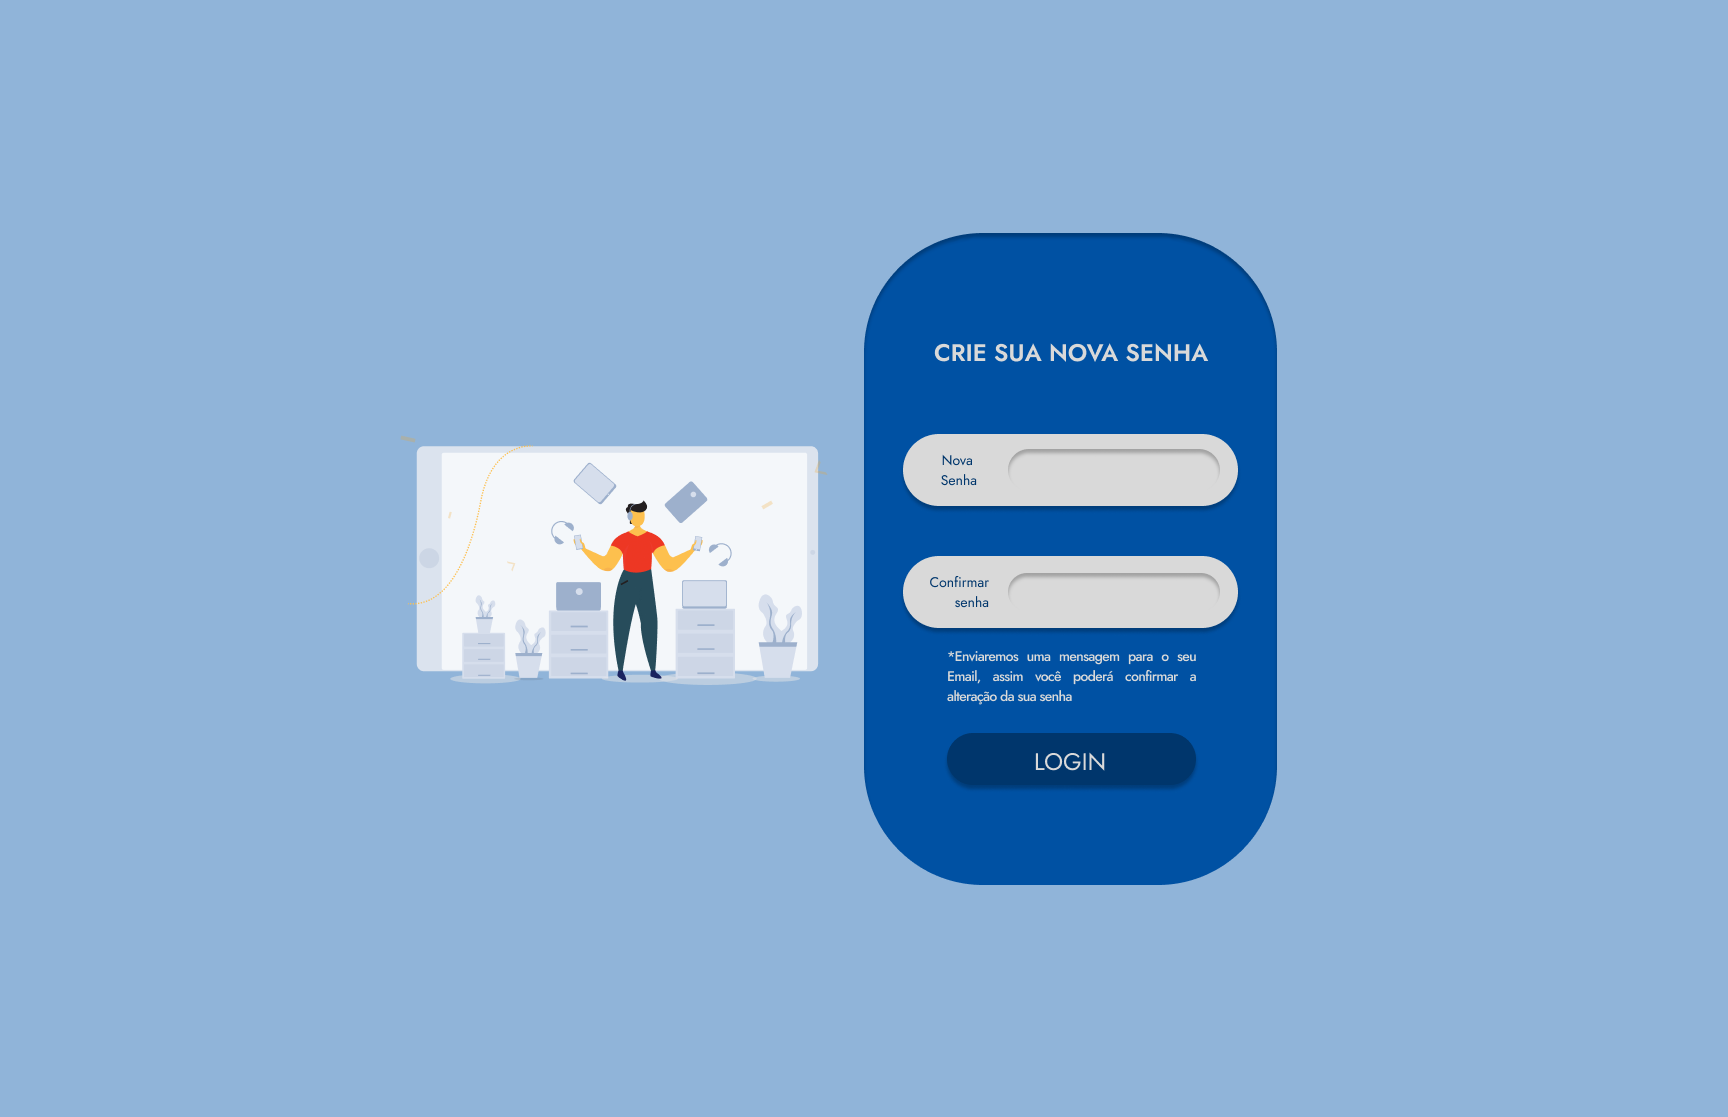 CRIE SUA NOVA SENHA
Nova
Senha
Confirmar
senha
*Enviaremos uma mensagem para o seu
Email, assim você poderá confirmar a
alteração da sua senha
LOGIN